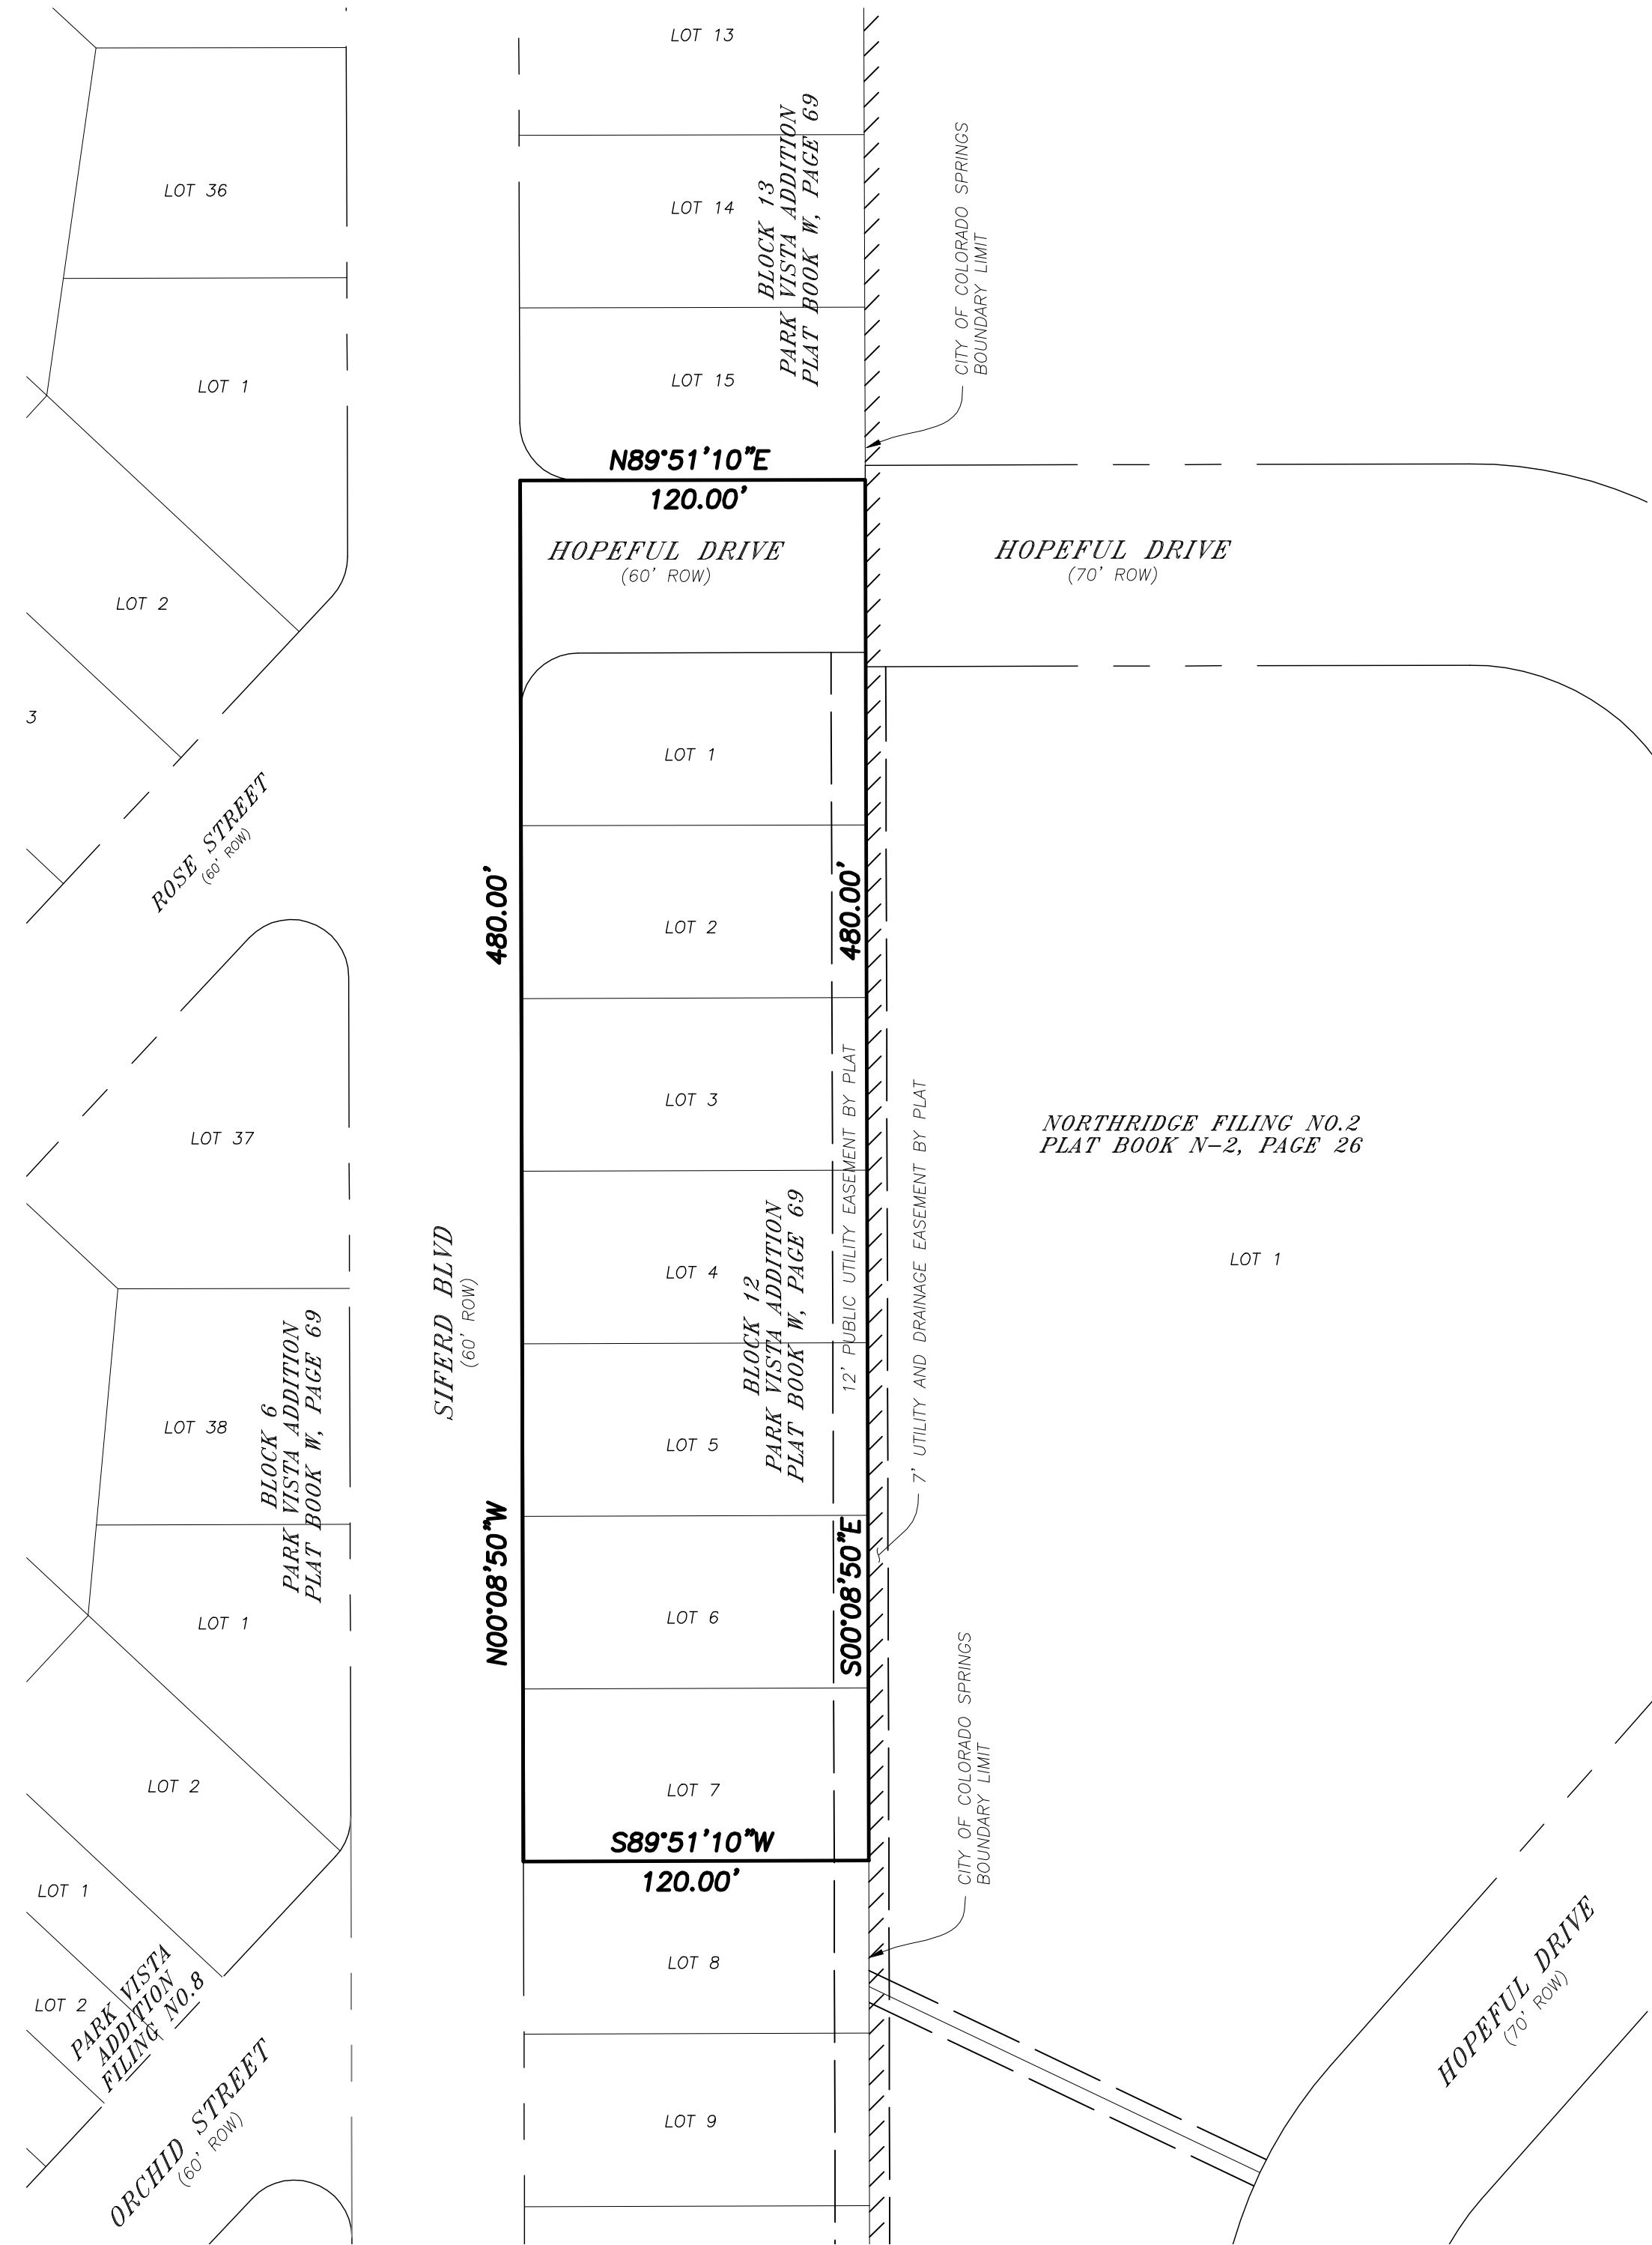 LOT 13
BLOCK 13
PARK VISTA ADDITION
PLAT BOOK W, PAGE 69
LOT 36
LOT 14
CITY OF COLORADO SPRINGS
BOUNDARY LIMIT
LOT 1
LOT 15
N89°51'10"E
120.00'
HOPEFUL DRIVE
(60' ROW)
HOPEFUL DRIVE
(70' ROW)
LOT 2
3
LOT 1
ROSE STREET
(60' ROW)
480.00'
LOT 2
480.00'
LOT 3
LOT 37
12' PUBLIC UTILITY EASEMENT BY PLAT
7' UTILITY AND DRAINAGE EASEMENT BY PLAT
NORTHRIDGE FILING NO.2
PLAT BOOK N-2, PAGE 26
LOT 1
SIFERD BLVD
(60' ROW)
LOT 4
BLOCK 12
PARK VISTA ADDITION
PLAT BOOK W, PAGE 69
LOT 38
BLOCK 6
PARK VISTA ADDITION
PLAT BOOK W, PAGE 69
LOT 5
N00°08'50"W
S00°08'50"E
LOT 1
LOT 6
LOT 2
LOT 7
S89°51'10"W
120.00'
CITY OF COLORADO SPRINGS
BOUNDARY LIMIT
LOT 1
LOT 8
LOT 2
PARK VISTA
ADDITION
FILING NO.8
HOPEFUL DRIVE
(70' ROW)
ORCHID STREET
(60' ROW)
LOT 9